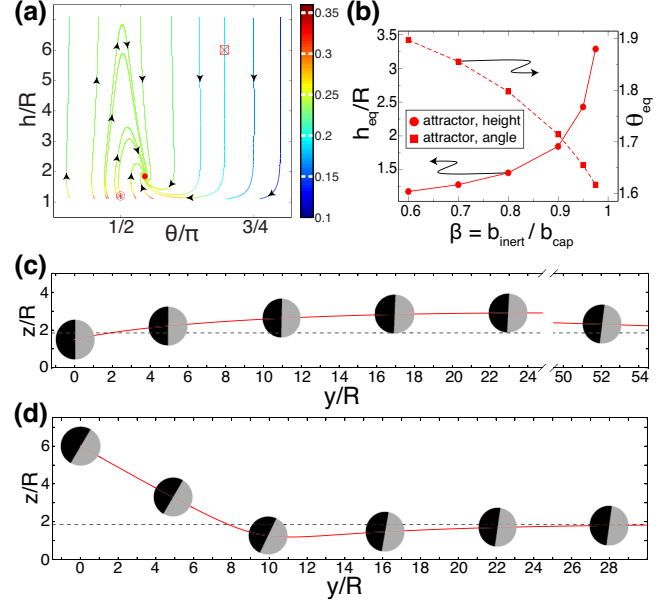 (a)
h/R
6
5
4
3
2
1
1/2
θ/π
3/4
0.35
0.3
0.25
0.2
0.15
0.1
(b)
h_eq/R
3.5
3
2.5
2
1.5
attractor, height
attractor, angle
1.9
1.8
1.7
1.6
θ_eq
0.6 0.7 0.8 0.9 1
β = b_inert / b_cap
(c)
z/R
4
2
0
0 2 4 6 8 10 12 14 16 18 20 22 24 50 52 54
y/R
(d)
z/R
6
4
2
0
0 2 4 6 8 10 12 14 16 18 20 22 24 26 28
y/R